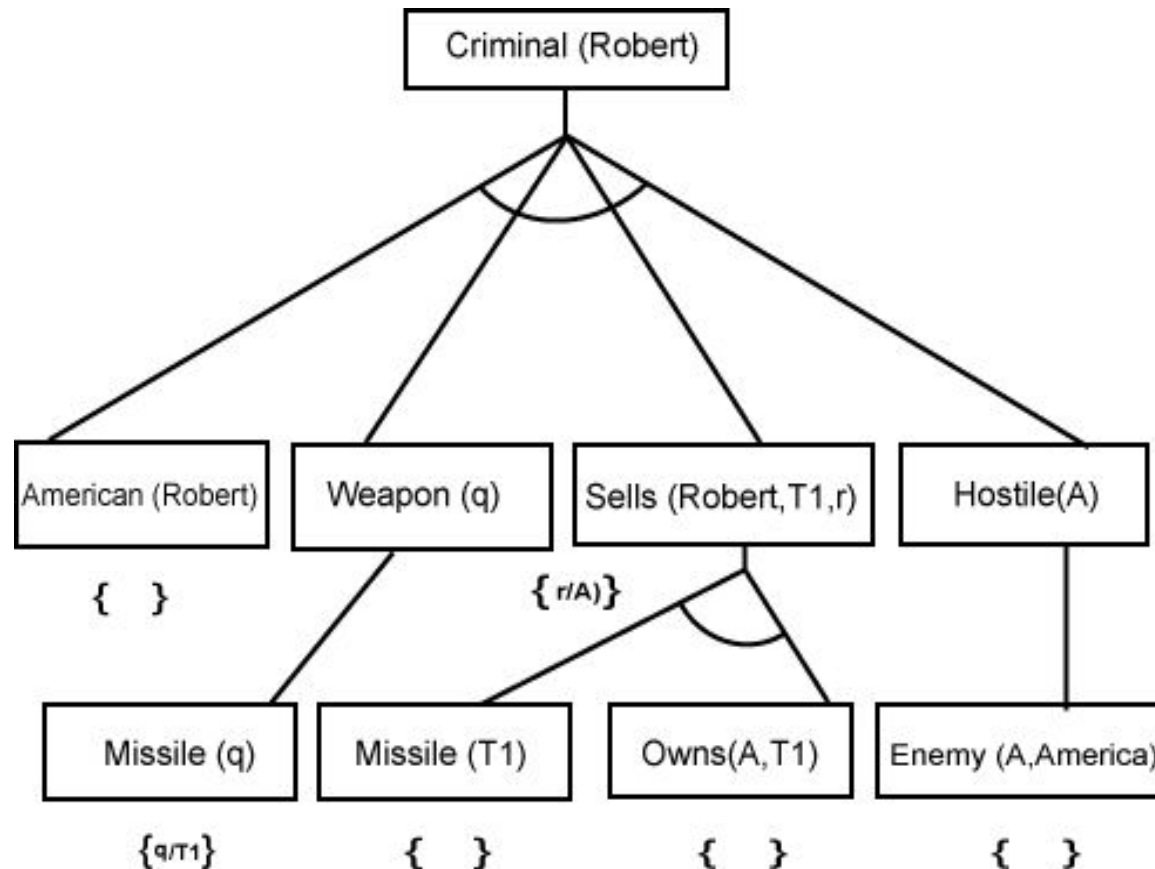 Criminal (Robert)
American (Robert)
Weapon (q)
Sells (Robert,T1,r)
Hostile(A)
{ }
{ r/A)}
Missile (q)
Missile (T1)
Owns(A,T1)
Enemy (A,America)
{q/T1}
{ }
{ }
{ }